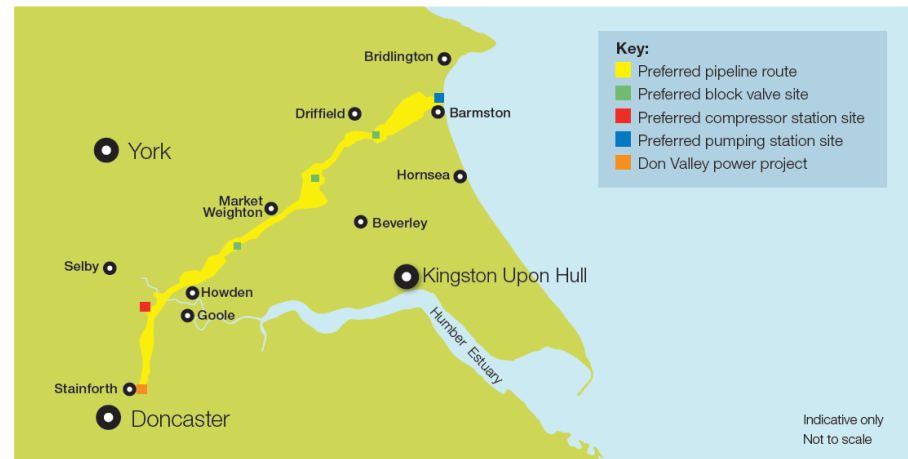 Bridlington
Key:
Preferred pipeline route
Preferred block valve site
Preferred compressor station site
Preferred pumping station site
Don Valley power project
Driffield
Barmston
York
Hornsea
Market
Weighton
Beverley
Selby
Kingston Upon Hull
Howden
Goole
Humber Estuary
Stainforth
Doncaster
Indicative only
Not to scale